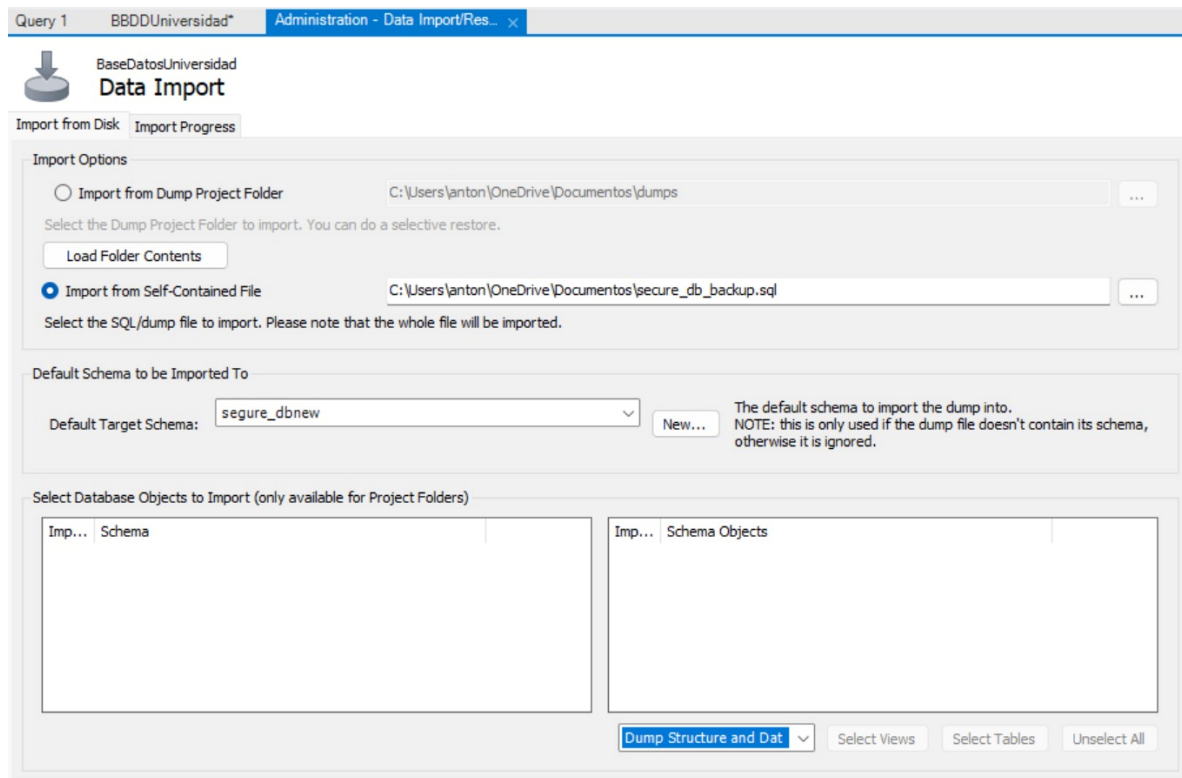 Query 1 BBDDUniversidad* Administration - Data Import/Res... ×
BaseDatosUniversidad
Data Import
Import from Disk Import Progress
Import Options
Import from Dump Project Folder C:\Users\anton\OneDrive\Documentos\dumps ...
Select the Dump Project Folder to import. You can do a selective restore.
Load Folder Contents
Import from Self-Contained File C:\Users\anton\OneDrive\Documentos\secure_db_backup.sql ...
Select the SQL/dump file to import. Please note that the whole file will be imported.
Default Schema to be Imported To
Default Target Schema: segure_dbnew New... The default schema to import the dump into.
NOTE: this is only used if the dump file doesn't contain its schema,
otherwise it is ignored.
Select Database Objects to Import (only available for Project Folders)
Imp... Schema Imp... Schema Objects
Dump Structure and Dat Select Views Select Tables Unselect All